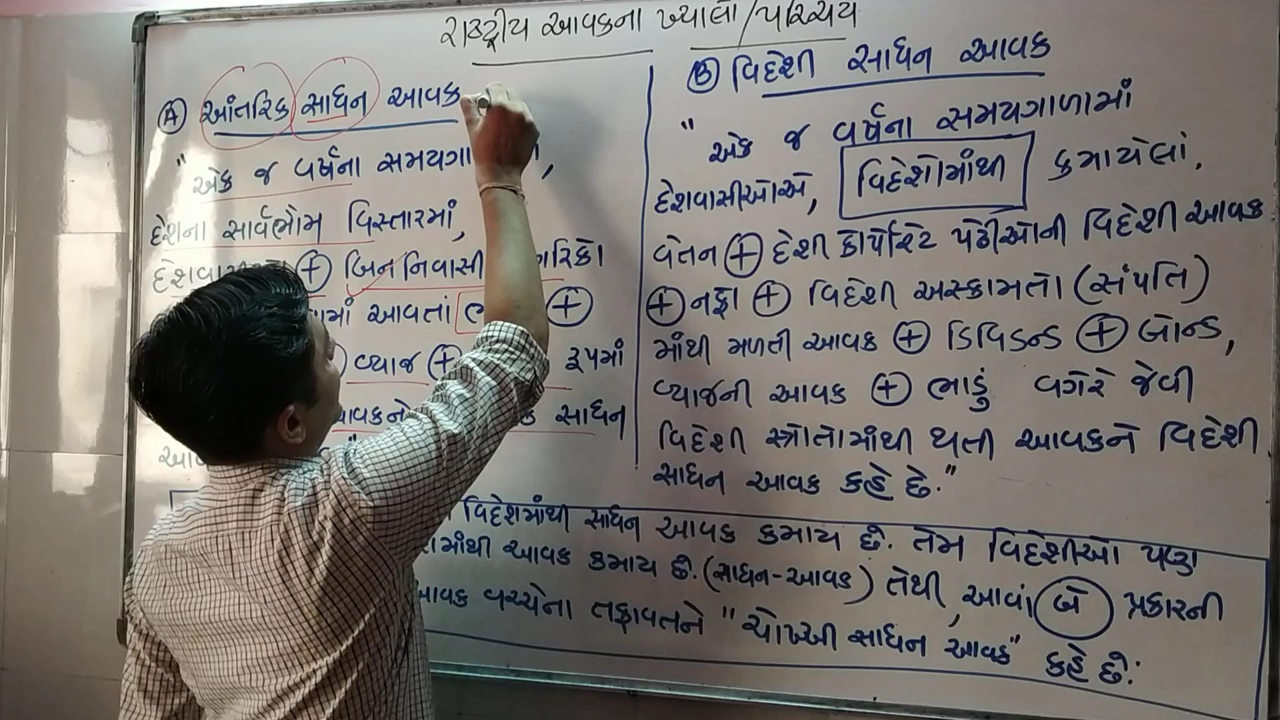 રાષ્ટ્રીય આવકના ખ્યાલો/પરિચય
Ⓐ આંતરિક સાધન આવક
" એક જ વર્ષના સમયગા ,
દેશના સાર્વભૌમ વિસ્તારમાં,
⊕ બિન નિવાસી
આવતાં ⊕
વ્યાજ ⊕ રૂપમાં
આવકને સાધન
Ⓑ વિદેશી સાધન આવક
" એક જ વર્ષના સમયગાળામાં
દેશવાસીઓએ, વિદેશોમાંથી કમાયેલાં,
વેતન ⊕ દેશી કોર્પોરેટ પેઢીઓની વિદેશી આવક
⊕ નફો ⊕ વિદેશી અસ્કામતો (સંપતિ)
માંથી મળતી આવક ⊕ ડિવિડન્ડ ⊕ બોન્ડ,
વ્યાજની આવક ⊕ ભાડું વગેરે જેવી
વિદેશી સ્ત્રોતોમાંથી થતી આવકને વિદેશી
સાધન આવક કહે છે."
વિદેશમાંથી સાધન આવક કમાય છે. તેમ વિદેશીઓ પણ
આવક કમાય છે. (સાધન-આવક) તેથી, આવાં બે પ્રકારની
આવક વચ્ચેના તફાવતને "ચોખ્ખી સાધન આવક" કહે છે: